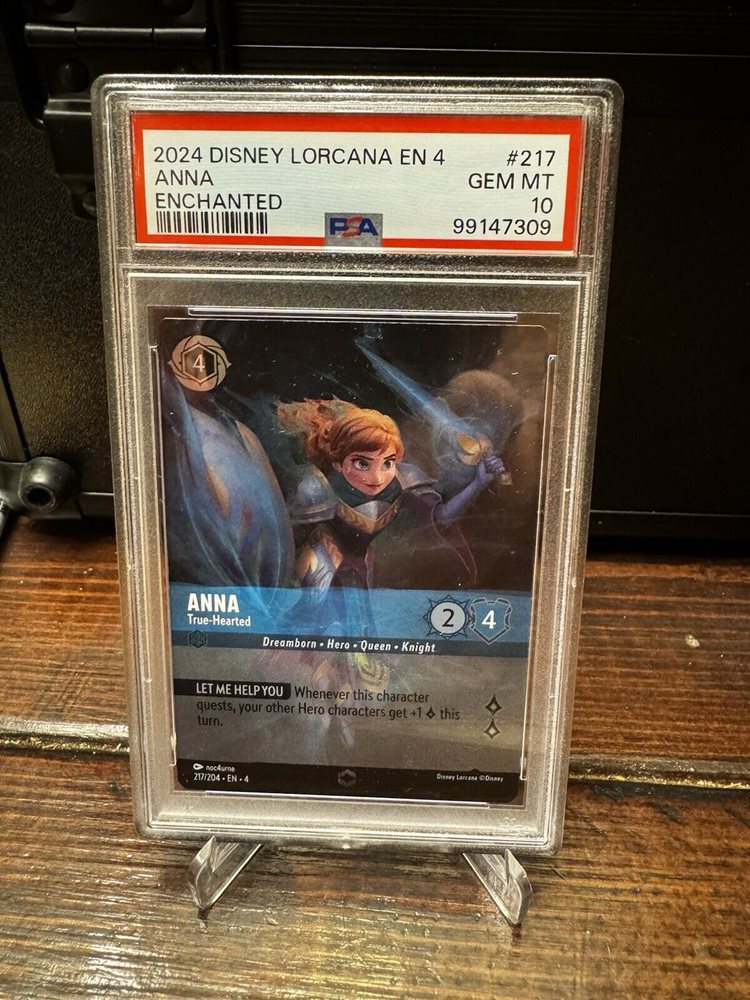 2024 DISNEY LORCANA EN 4 #217
ANNA GEM MT
ENCHANTED 10
PSA 99147309
4
ANNA
True-Hearted
2 4
Dreamborn • Hero • Queen • Knight
LET ME HELP YOU Whenever this character
quests, your other Hero characters get +1 this
turn.
noc4urne
217/204 • EN • 4
Disney Lorcana ©Disney